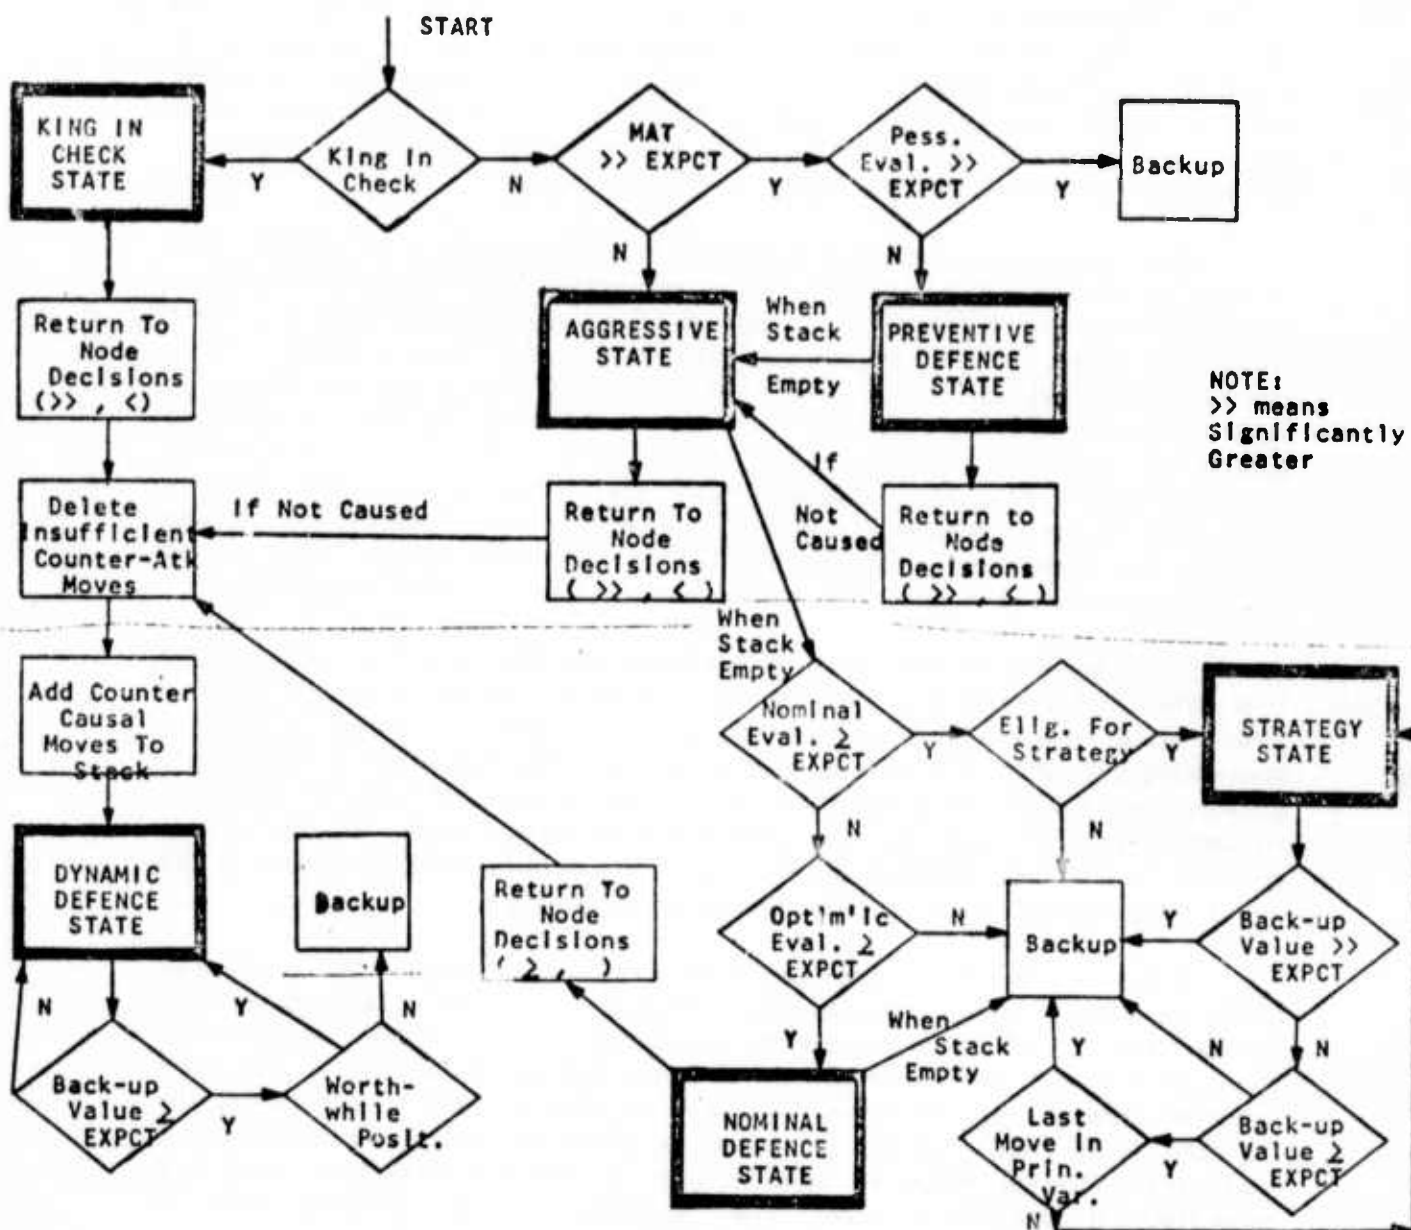 START
KING IN
CHECK
STATE
Y
King In
Check
N
MAT
>> EXPCT
Y
Pess.
Eval. >>
EXPCT
Y
Backup
N
N
Return To
Node
Decisions
(>> , <)
AGGRESSIVE
STATE
When
Stack
Empty
PREVENTIVE
DEFENCE
STATE
NOTE:
>> means
Significantly
Greater
Delete
Insufficient
Counter-Atk
Moves
If Not Caused
Return To
Node
Decisions
( >> , < )
If
Not
Caused
Return to
Node
Decisions
( >> , < )
When
Stack
Empty
Add Counter
Causal
Moves To
Stack
Nominal
Eval. ≥
EXPCT
Y
Elig. For
Strategy
Y
STRATEGY
STATE
N
N
DYNAMIC
DEFENCE
STATE
Backup
Return To
Node
Decisions
( ≥ , )
Optim'ic
Eval. ≥
EXPCT
N
Backup
Y
Back-up
Value >>
EXPCT
N
Y
N
Y
When
Stack
Empty
Y
N
N
Back-up
Value ≥
EXPCT
Y
Worth-
while
Posit.
NOMINAL
DEFENCE
STATE
Last
Move In
Prin.
Var.
Y
Back-up
Value ≥
EXPCT
N